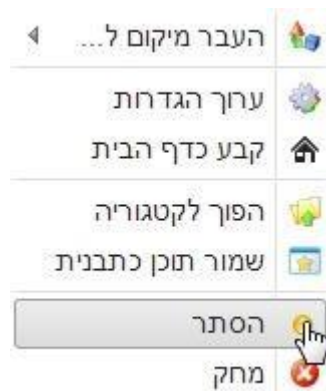 העבר מיקום ל...
ערוך הגדרות
קבע כדף הבית
הפוך לקטגוריה
שמור תוכן כתבנית
הסתר
מחק